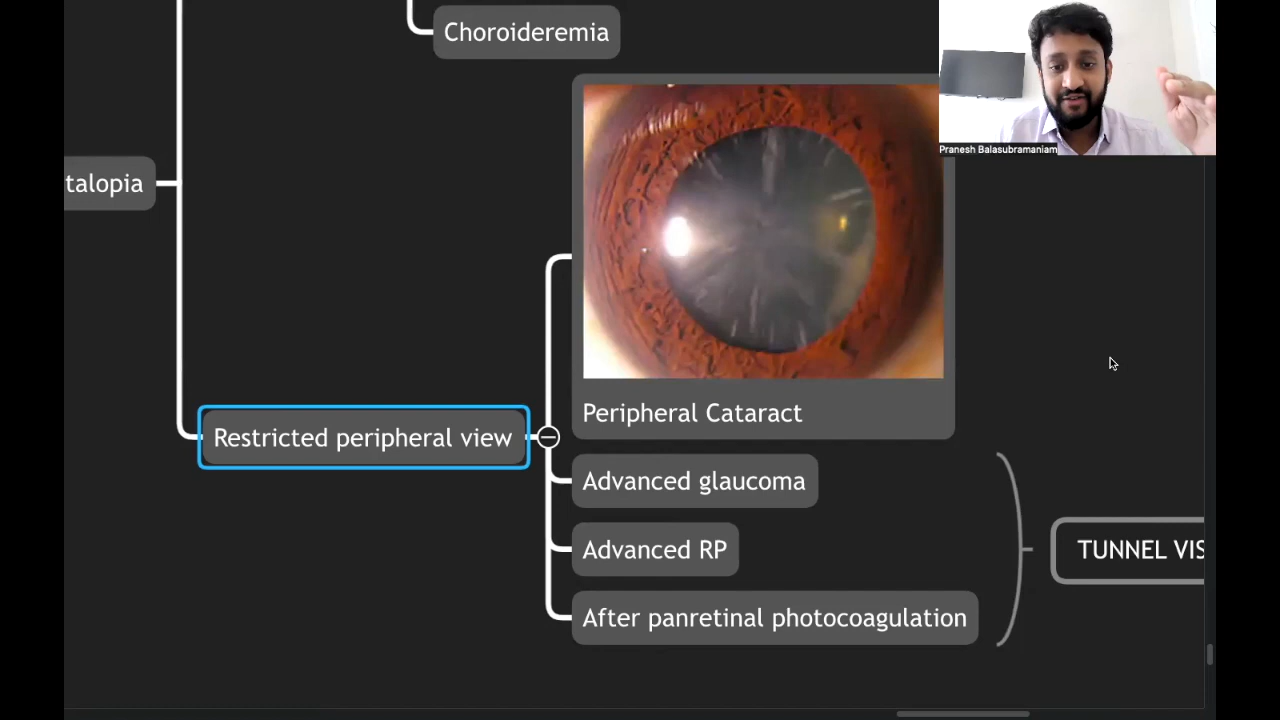 Choroideremia
Pranesh Balasubramaniam
talopia
Peripheral Cataract
Restricted peripheral view
Advanced glaucoma
Advanced RP
TUNNEL VIS
After panretinal photocoagulation